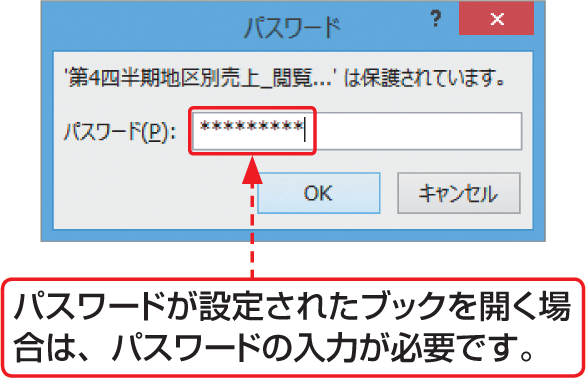 パスワード
?
×
'第4四半期地区別売上_閲覧...' は保護されています。
パスワード(P): *********
OK
キャンセル
パスワードが設定されたブックを開く場
合は、パスワードの入力が必要です。